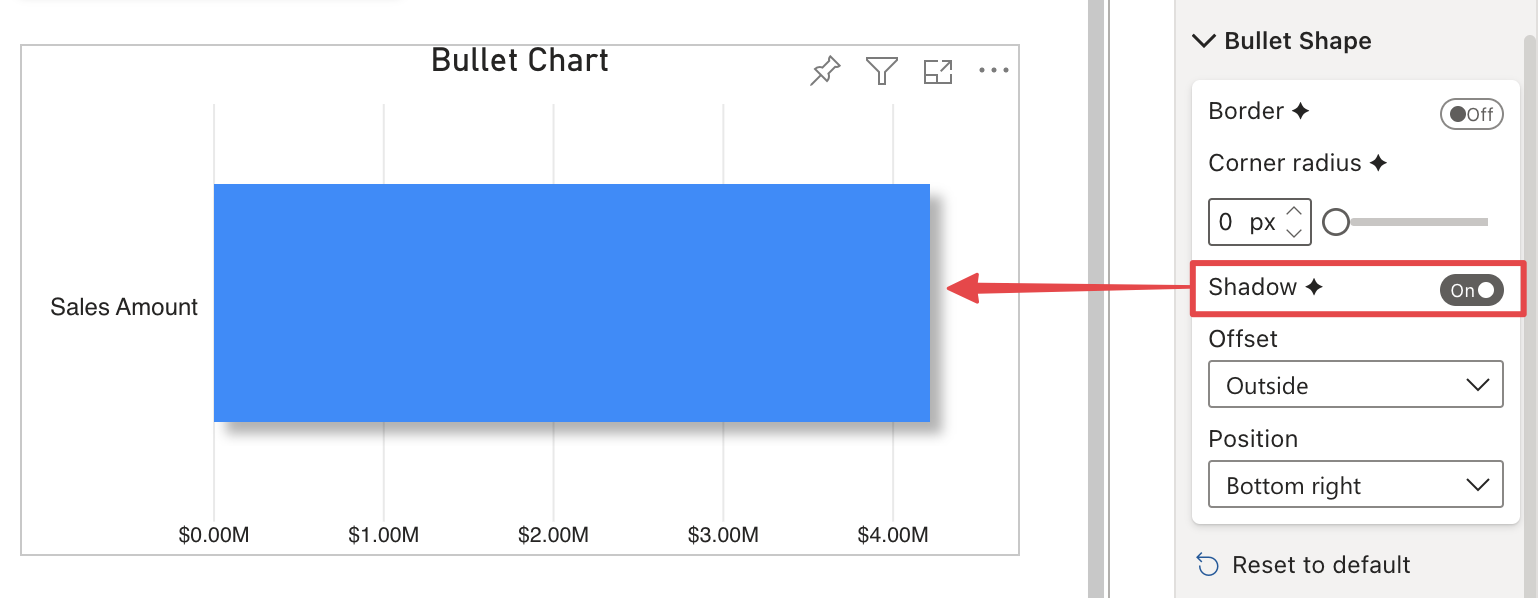 Bullet Chart
Sales Amount
$0.00M $1.00M $2.00M $3.00M $4.00M
Bullet Shape
Border
Off
Corner radius
0 px
Shadow
On
Offset
Outside
Position
Bottom right
Reset to default